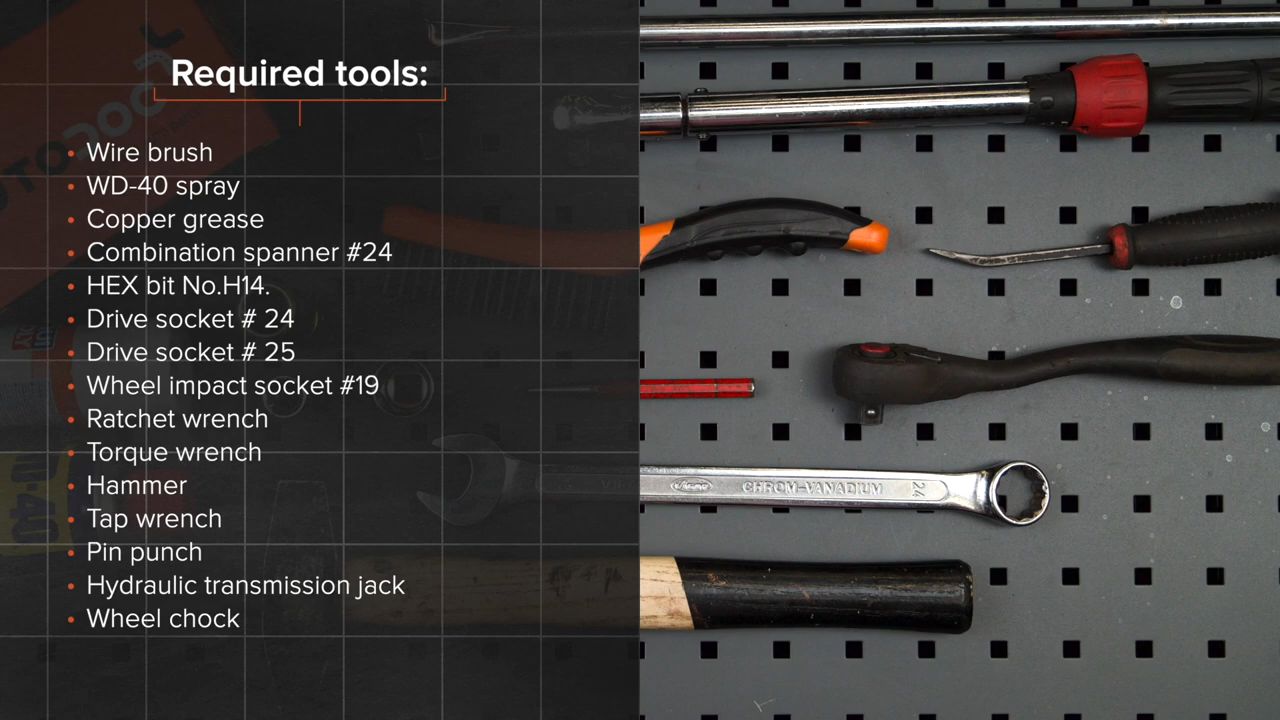 Required tools:
Wire brush
WD-40 spray
Copper grease
Combination spanner #24
HEX bit No.H14.
Drive socket # 24
Drive socket # 25
Wheel impact socket #19
Ratchet wrench
Torque wrench
Hammer
Tap wrench
Pin punch
Hydraulic transmission jack
Wheel chock
CHROM-VANADIUM
24